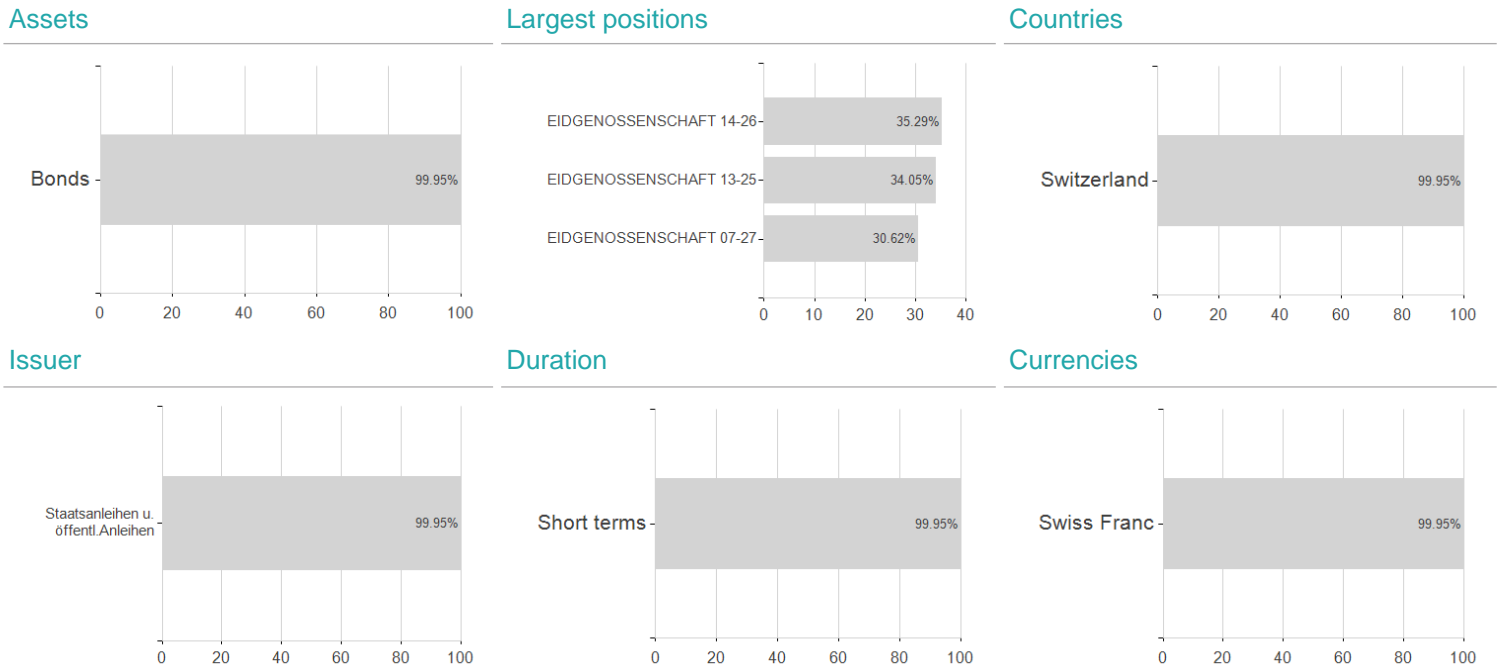 Assets
Bonds
99.95%
0 20 40 60 80 100
Largest positions
EIDGENOSSENSCHAFT 14-26
35.29%
EIDGENOSSENSCHAFT 13-25
34.05%
EIDGENOSSENSCHAFT 07-27
30.62%
0 10 20 30 40
Countries
Switzerland
99.95%
0 20 40 60 80 100
Issuer
Staatsanleihen u.
öffentl.Anleihen
99.95%
0 20 40 60 80 100
Duration
Short terms
99.95%
0 20 40 60 80 100
Currencies
Swiss Franc
99.95%
0 20 40 60 80 100